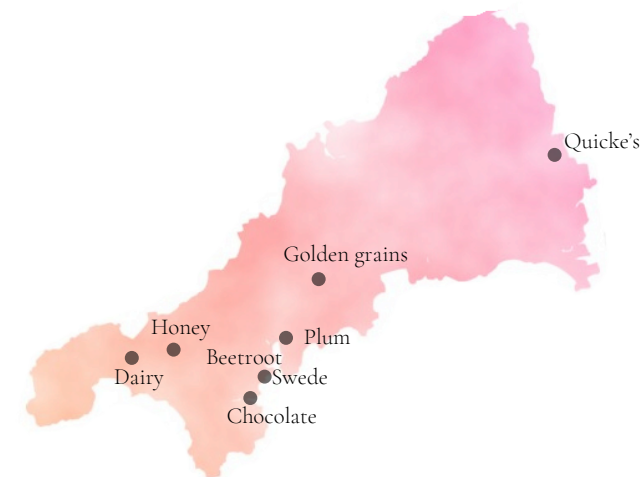 Quicke’s
Golden grains
Honey
Plum
Beetroot
Dairy
Swede
Chocolate